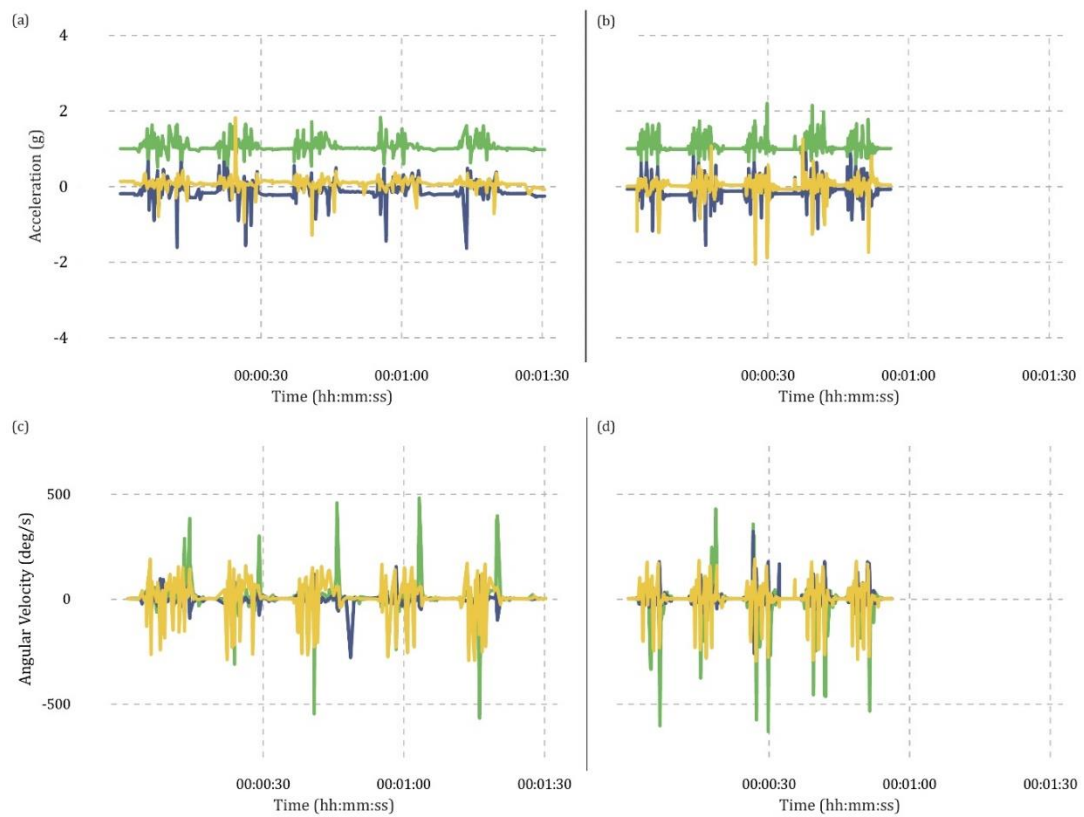 (a)
(b)
4
2
0
-2
-4
Acceleration (g)
00:00:30
00:01:00
00:01:30
00:00:30
00:01:00
00:01:30
Time (hh:mm:ss)
Time (hh:mm:ss)
(c)
(d)
500
0
-500
Angular Velocity (deg/s)
00:00:30
00:01:00
00:01:30
00:00:30
00:01:00
00:01:30
Time (hh:mm:ss)
Time (hh:mm:ss)